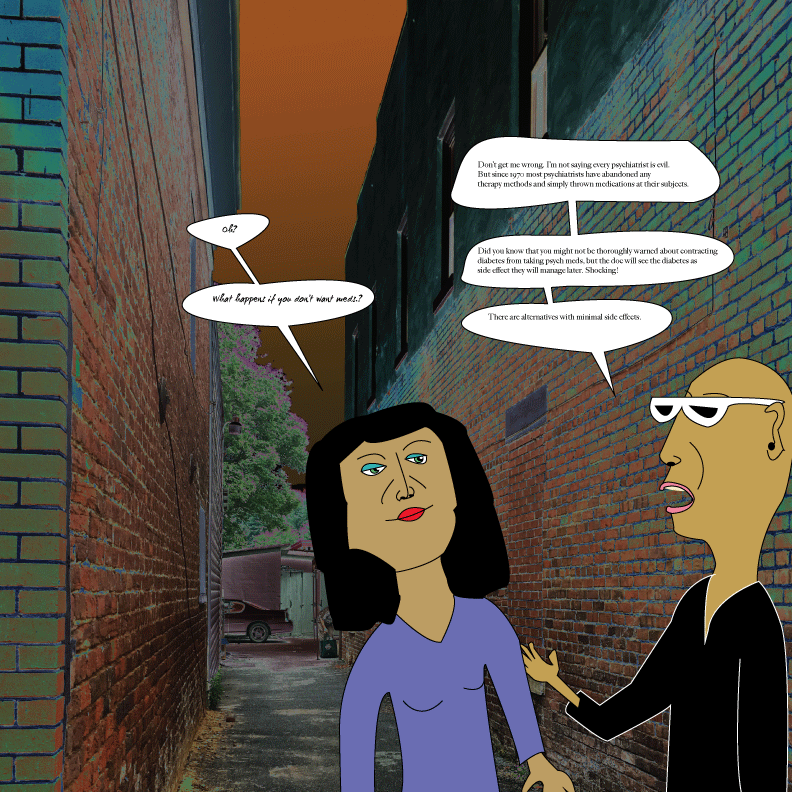 Oh?
What happens if you don't want meds.?
Don't get me wrong. I'm not saying every psychiatrist is evil.
But since 1970 most psychiatrists have abandoned any
therapy methods and simply thrown medications at their subjects.
Did you know that you might not be thoroughly warned about contracting
diabetes from taking psych meds, but the doc will see the diabetes as
side effect they will manage later. Shocking!
There are alternatives with minimal side effects.